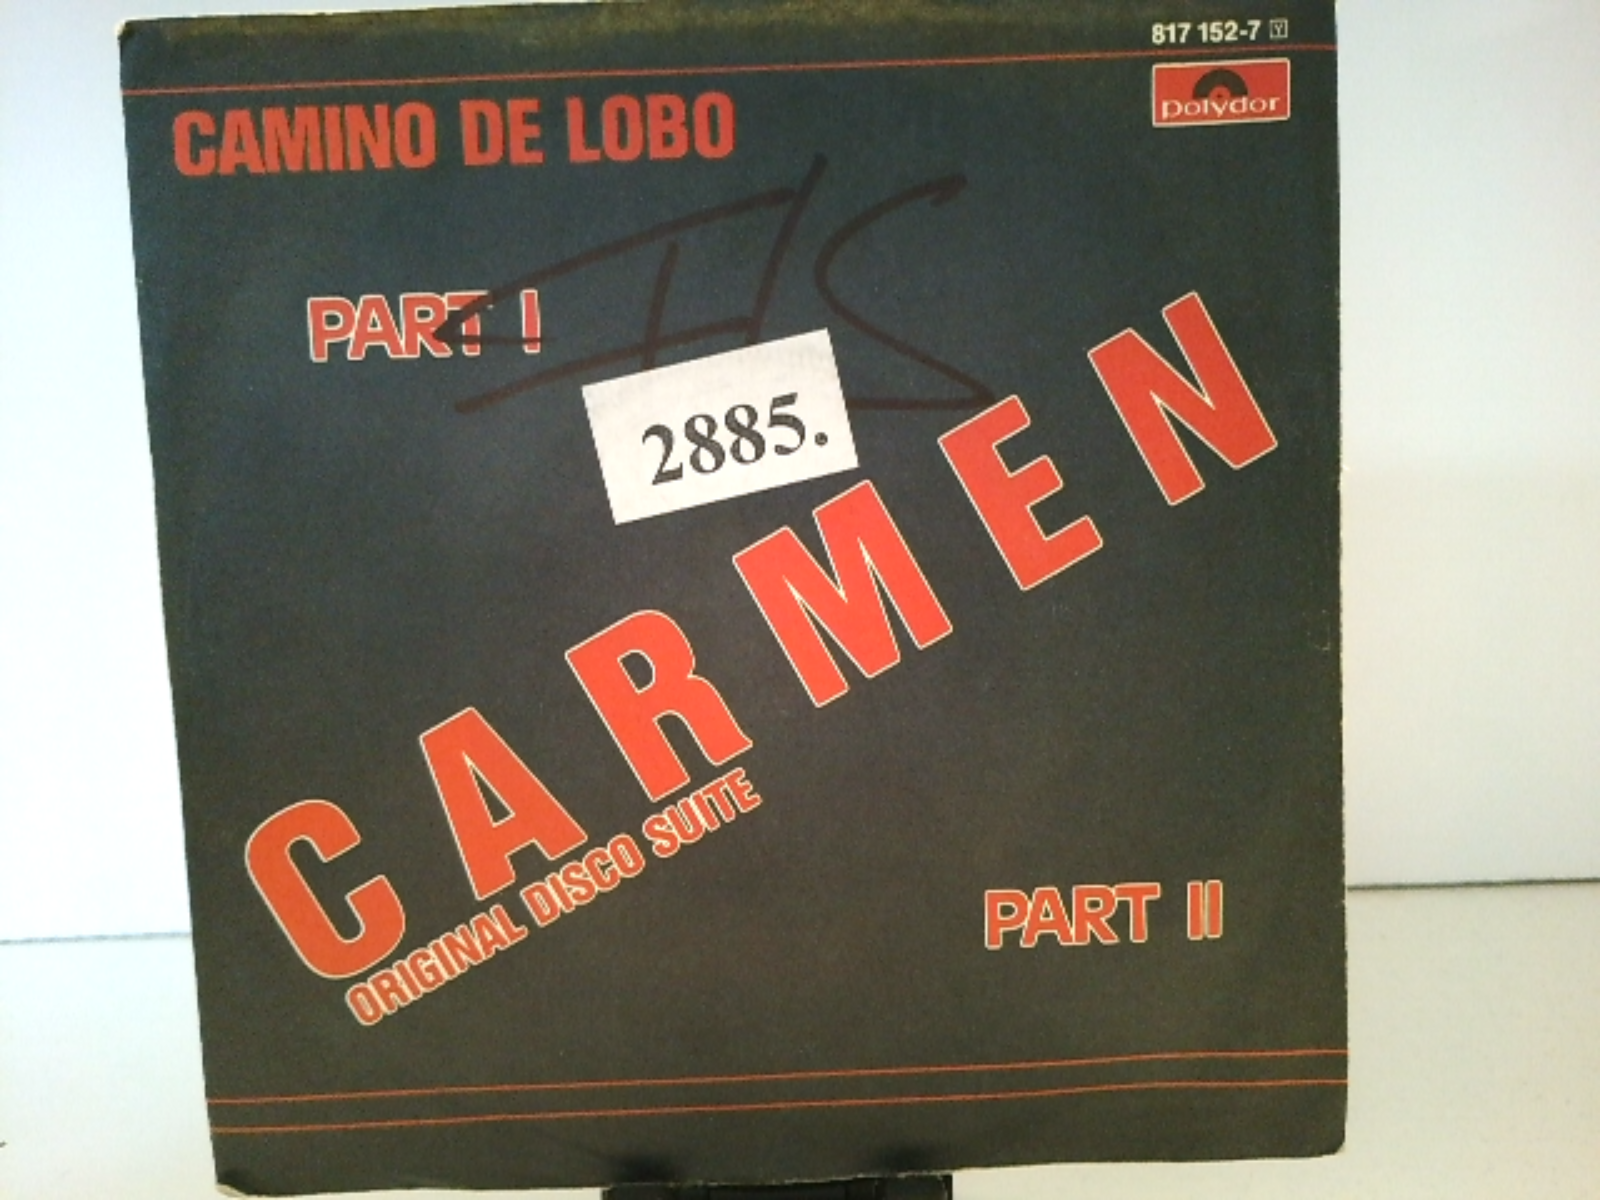 817 152-7 Y
polydor
CAMINO DE LOBO
PART I
2885.
CARMEN
ORIGINAL DISCO SUITE
PART II